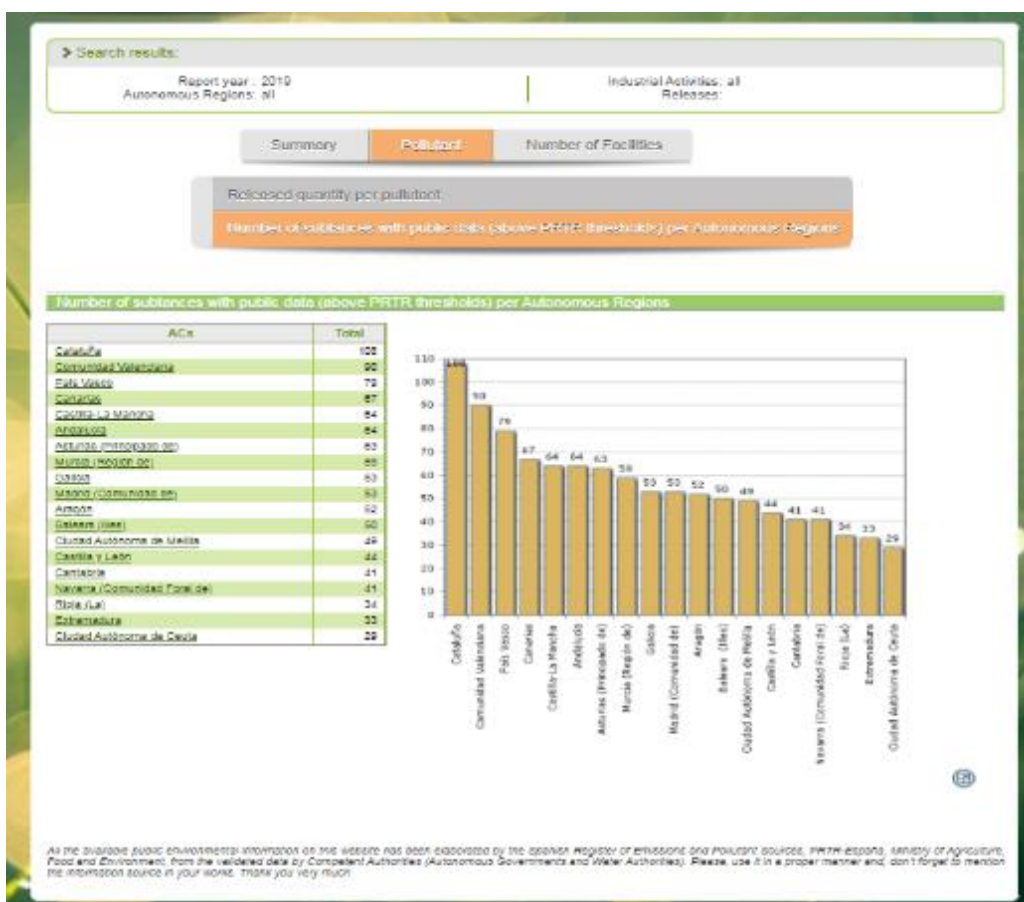 Search results:
Report year : 2019
Autonomous Regions: all
Industrial Activities: all
Releases:
Summary
Pollutant
Number of Facilities
Released quantity per pollutant
Number of subtances with public data (above PRTR thresholds) per Autonomous Regions
Number of subtances with public data (above PRTR thresholds) per Autonomous Regions
ACs Total
Cataluña 108
Comunidad Valenciana 90
País Vasco 79
Canarias 67
Castilla-La Mancha 64
Andalucía 64
Asturias (Principado de) 63
Murcia (Región de) 59
Galicia 53
Madrid (Comunidad de) 53
Aragón 52
Balears (Illes) 50
Ciudad Autónoma de Melilla 49
Castilla y León 44
Cantabria 41
Navarra (Comunidad Foral de) 41
Rioja (La) 34
Extremadura 33
Ciudad Autónoma de Ceuta 29
110
100
90
80
70
60
50
40
30
20
10
0
108
90
79
67
64
64
63
59
53
53
52
50
49
44
41
41
34
33
29
Cataluña
Comunidad Valenciana
País Vasco
Canarias
Castilla-La Mancha
Andalucía
Asturias (Principado de)
Murcia (Región de)
Galicia
Madrid (Comunidad de)
Aragón
Balears (Illes)
Ciudad Autónoma de Melilla
Castilla y León
Cantabria
Navarra (Comunidad Foral de)
Rioja (La)
Extremadura
Ciudad Autónoma de Ceuta
All the available public environmental information on this website has been elaborated by the Spanish Register of Emissions and Pollutant Sources, PRTR-España, Ministry of Agriculture,
Food and Environment, from the validated data by Competent Authorities (Autonomous Governments and Water Authorities). Please, use it in a proper manner and, don't forget to mention
the information source in your works. Thank you very much